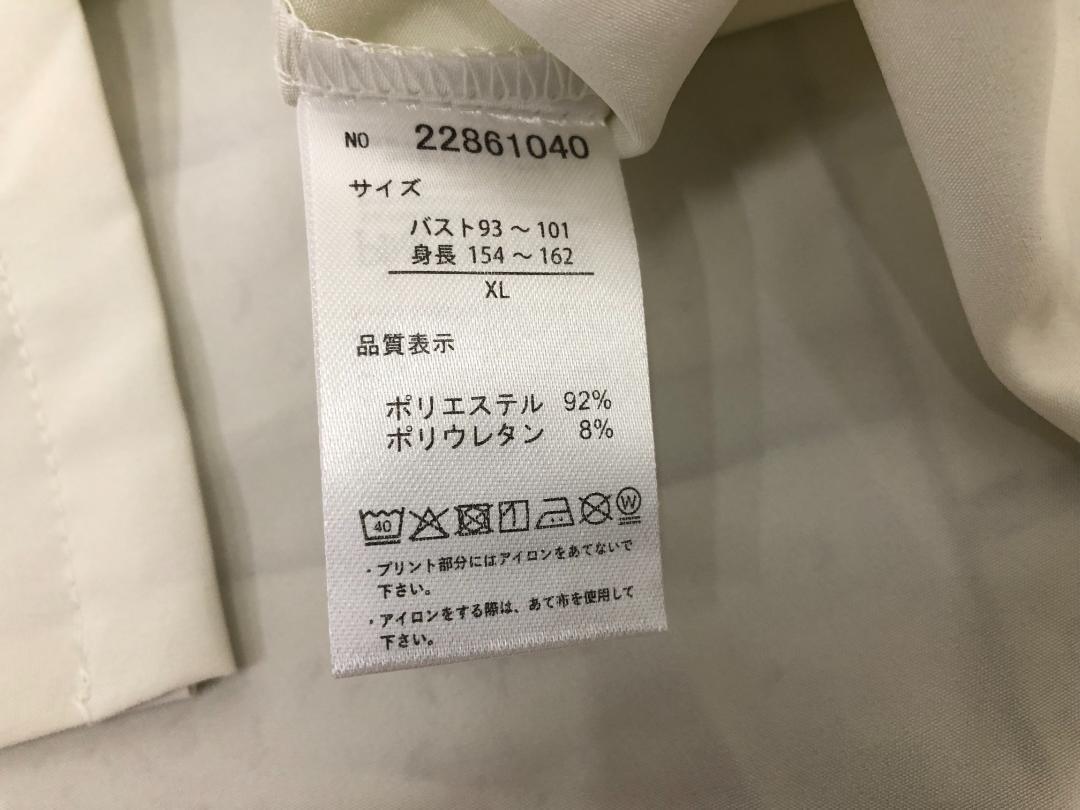 NO 22861040
サイズ
バスト93 ～ 101
身長 154 ～ 162
XL
品質表示
ポリエステル 92%
ポリウレタン 8%
40 W
・プリント部分にはアイロンをあてないで
下さい。
・アイロンをする際は、あて布を使用して
下さい。